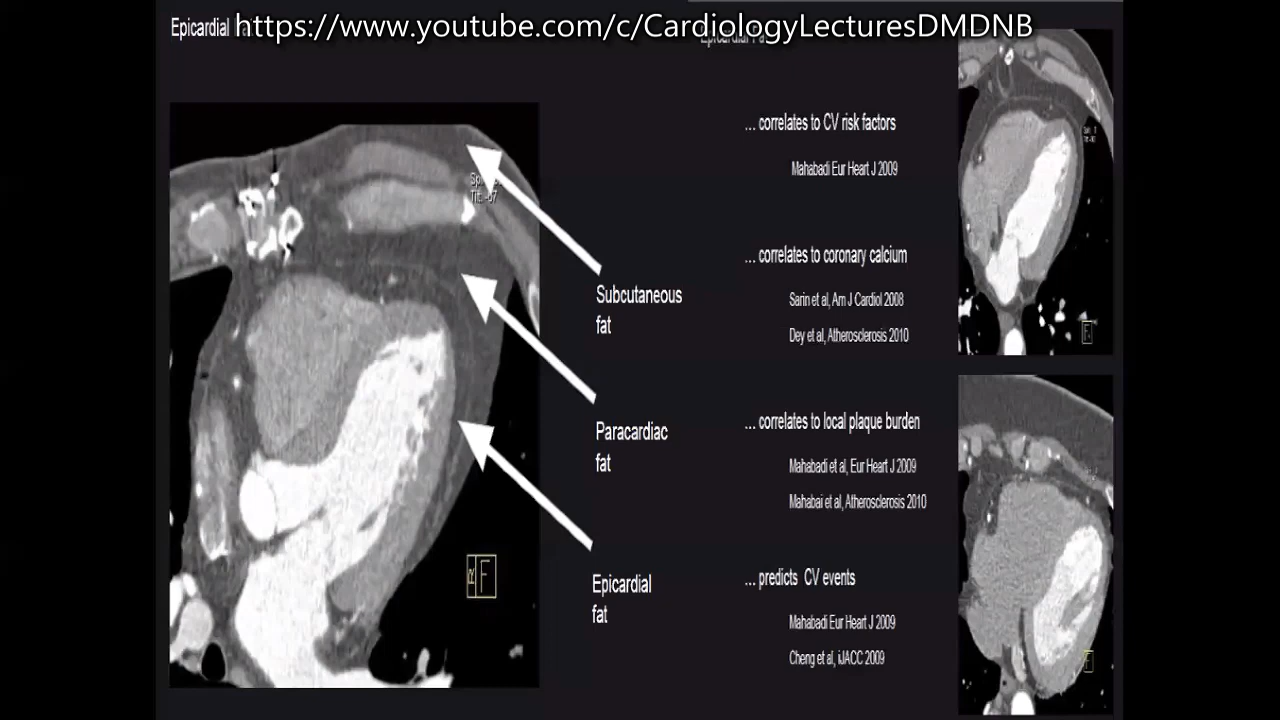 https://www.youtube.com/c/CardiologyLecturesDMDNB
Epicardial
Epicardial
Subcutaneous
fat
Paracardiac
fat
Epicardial
fat
... correlates to CV risk factors
Mahabadi Eur Heart J 2009
... correlates to coronary calcium
Sarin et al, Am J Cardiol 2008
Dey et al, Atherosclerosis 2010
... correlates to local plaque burden
Mahabadi et al, Eur Heart J 2009
Mahabai et al, Atherosclerosis 2010
... predicts CV events
Mahabadi Eur Heart J 2009
Cheng et al, iJACC 2009
F
F
F